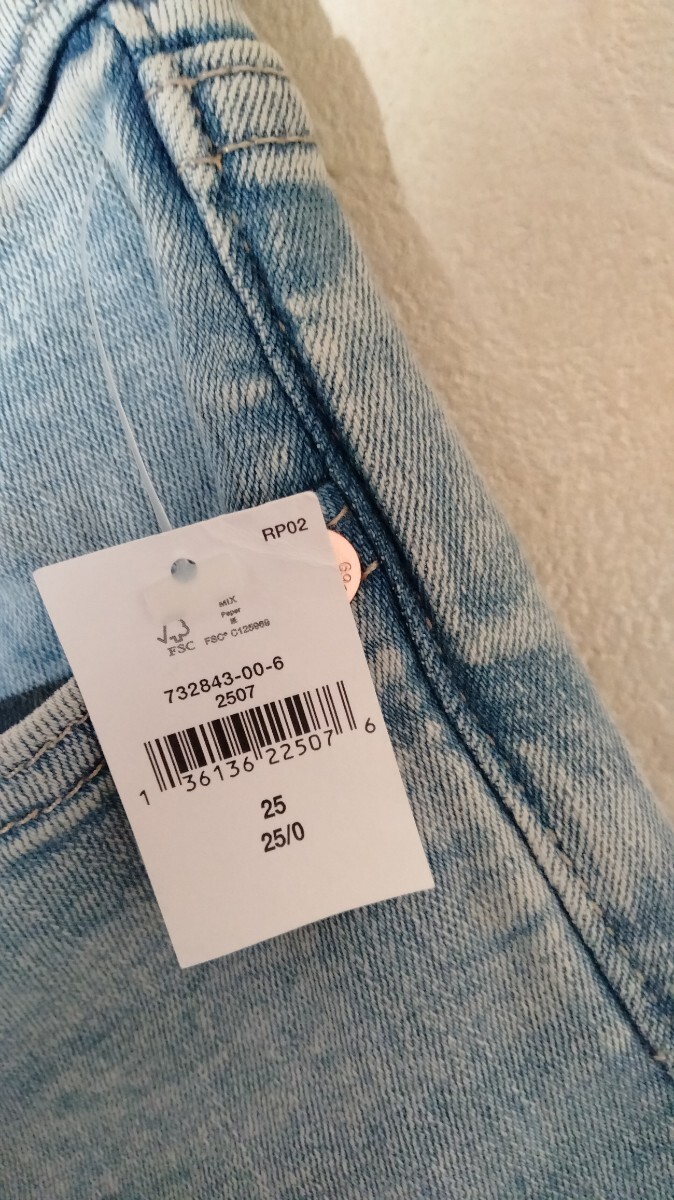 RP02
MIX
Paper
FSC
FSC® C125969
732843-00-6
2507
1 36136 22507 6
25
25/0